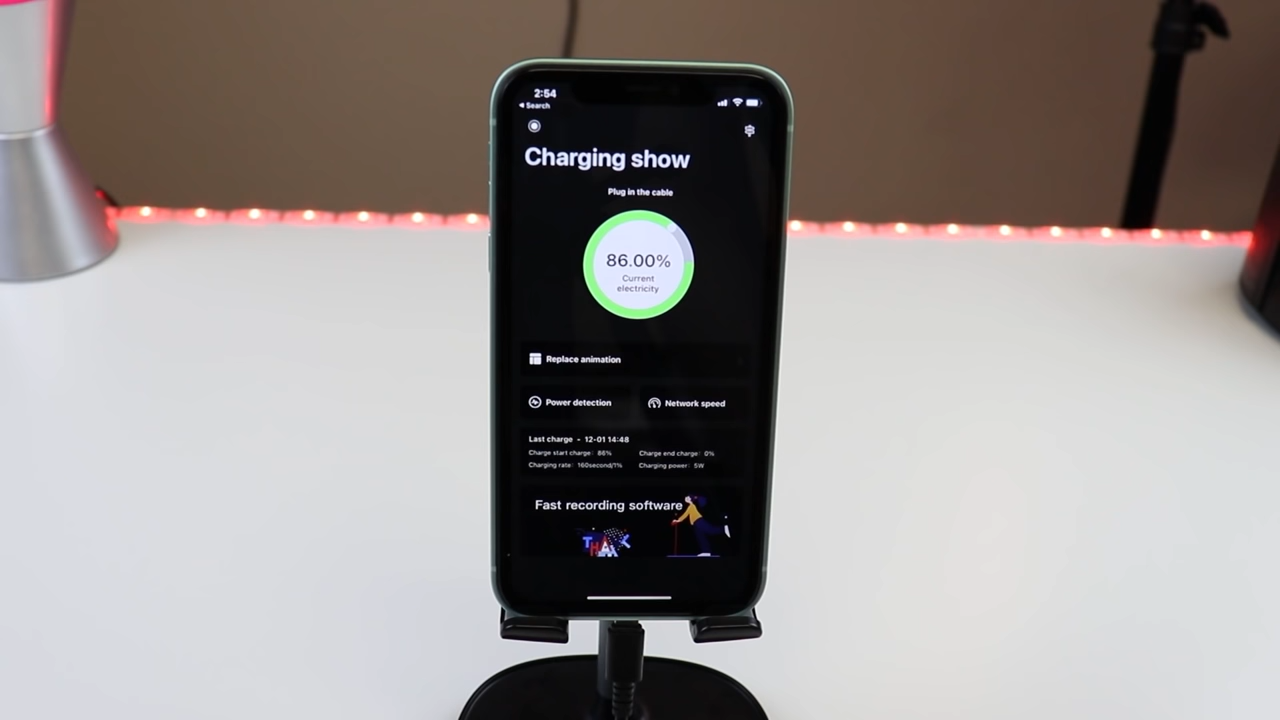 2:54
Search
Charging show
Plug in the cable
86.00%
Current
electricity
Replace animation
Power detection
Network speed
Last charge - 12-01 14:48
Charge start charge: 86%
Charge end charge: 0%
Charging rate: 160second/1%
Charging power: 5W
Fast recording software